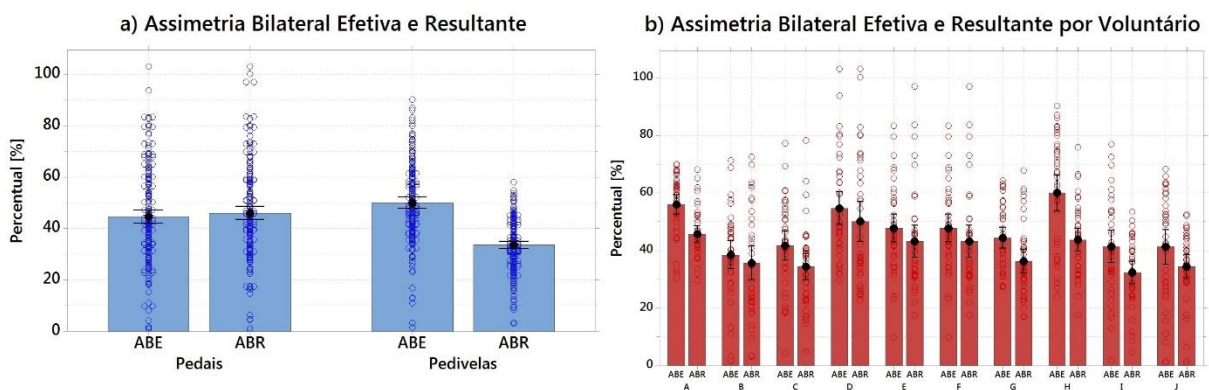 a) Assimetria Bilateral Efetiva e Resultante
Percentual [%]
100
80
60
40
20
0
ABE ABR ABE ABR
Pedais Pedivelas
b) Assimetria Bilateral Efetiva e Resultante por Voluntário
Percentual [%]
100
80
60
40
20
0
ABE ABR ABE ABR ABE ABR ABE ABR ABE ABR ABE ABR ABE ABR ABE ABR ABE ABR ABE ABR
A B C D E F G H I J